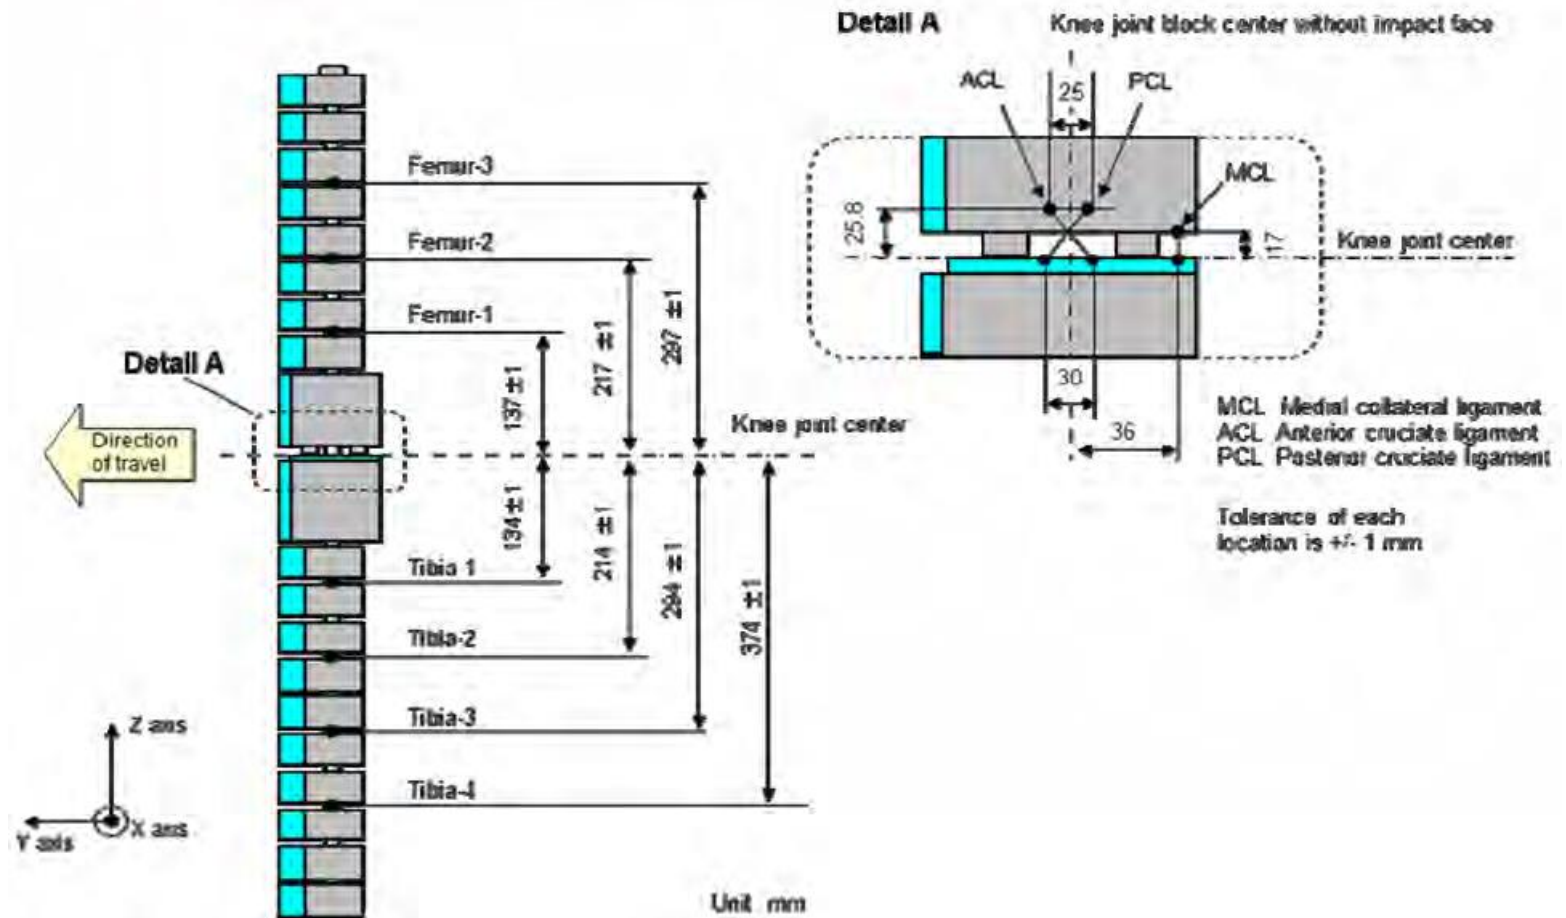 Detail A
Knee joint block center without impact face
ACL
PCL
25
MCL
25.8
17
Knee joint center
30
36
MCL Medial collateral ligament
ACL Anterior cruciate ligament
PCL Posterior cruciate ligament
Tolerance of each
location is +/- 1 mm
Femur-3
Femur-2
Femur-1
297 ±1
217 ±1
137±1
Detail A
Direction
of travel
Knee joint center
134±1
214 ±1
294 ±1
374 ±1
Tibia 1
Tibia-2
Tibia-3
Tibia-4
Z axis
X axis
Y axis
Unit mm